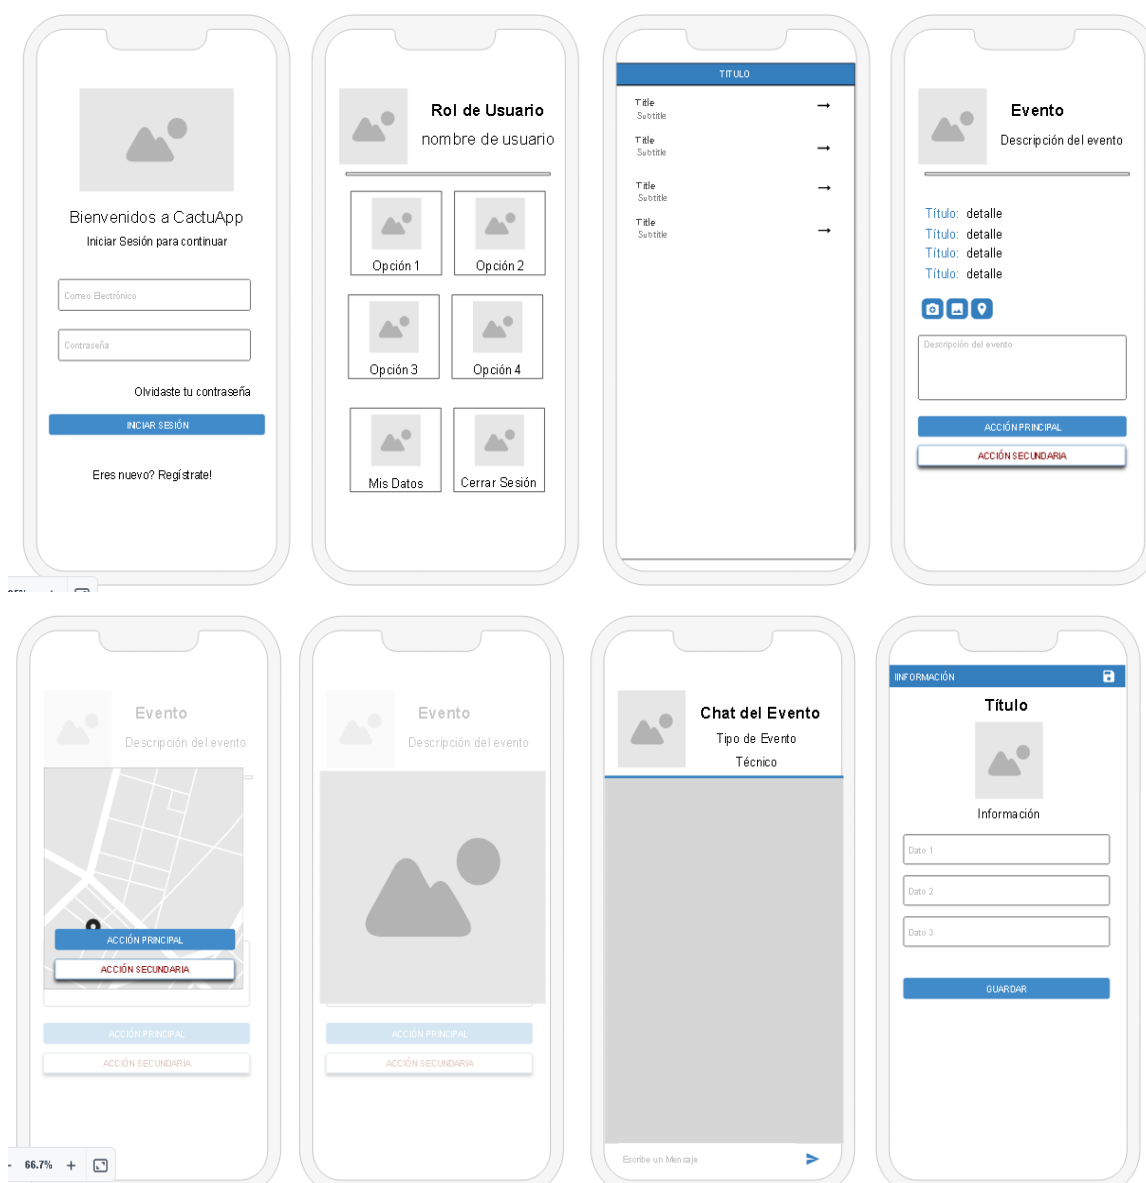 Bienvenidos a CactuApp
Iniciar Sesión para continuar
Correo Electrónico
Contraseña
Olvidaste tu contraseña
INICIAR SESIÓN
Eres nuevo? Regístrate!
Rol de Usuario
nombre de usuario
Opción 1
Opción 2
Opción 3
Opción 4
Mis Datos
Cerrar Sesión
TITULO
Title
Subtitle
Title
Subtitle
Title
Subtitle
Title
Subtitle
Evento
Descripción del evento
Título: detalle
Título: detalle
Título: detalle
Título: detalle
Descripción del evento
ACCIÓN PRINCIPAL
ACCIÓN SECUNDARIA
Evento
Descripción del evento
ACCIÓN PRINCIPAL
ACCIÓN SECUNDARIA
ACCIÓN PRINCIPAL
ACCIÓN SECUNDARIA
Evento
Descripción del evento
ACCIÓN PRINCIPAL
ACCIÓN SECUNDARIA
Chat del Evento
Tipo de Evento
Técnico
Escribe un Mensaje
IINFORMACIÓN
Título
Información
Dato 1
Dato 2
Dato 3
GUARDAR
- 66.7% +